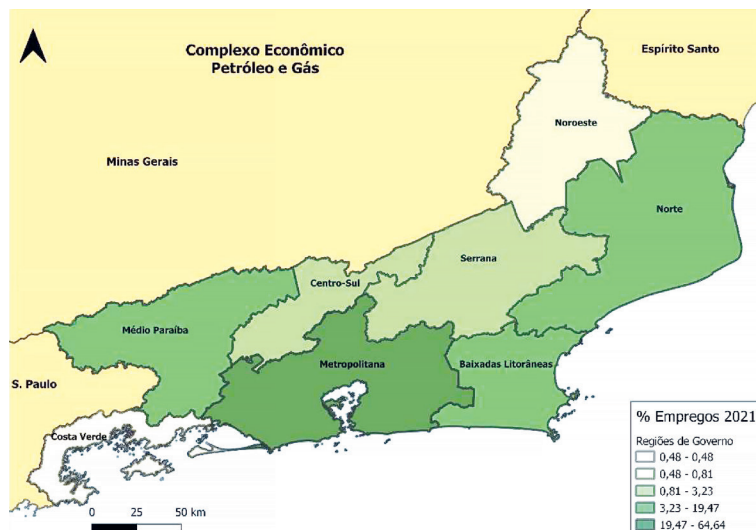 Complexo Econômico
Petróleo e Gás
Espírito Santo
Noroeste
Minas Gerais
Norte
Serrana
Centro-Sul
Médio Paraíba
Metropolitana
Baixadas Litorâneas
S. Paulo
Costa Verde
0 25 50 km
% Empregos 2021
Regiões de Governo
0,48 - 0,48
0,48 - 0,81
0,81 - 3,23
3,23 - 19,47
19,47 - 64,64